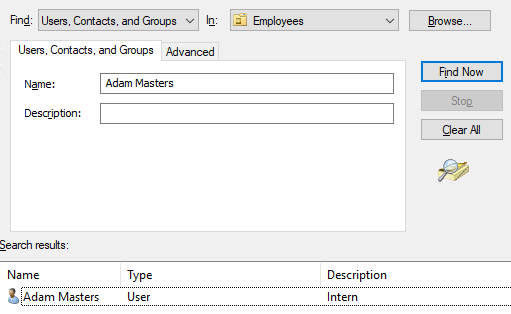 Find: Users, Contacts, and Groups In: Employees Browse...
Users, Contacts, and Groups Advanced
Find Now
Name: Adam Masters
Stop
Description:
Clear All
Search results:
Name Type Description
Adam Masters User Intern